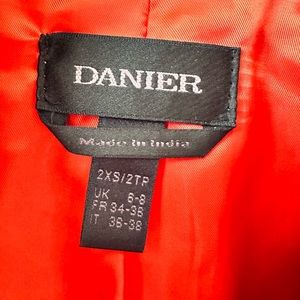 DANIER
Made in India
2XS/2TP
UK 6-8
FR 34-36
IT 36-38